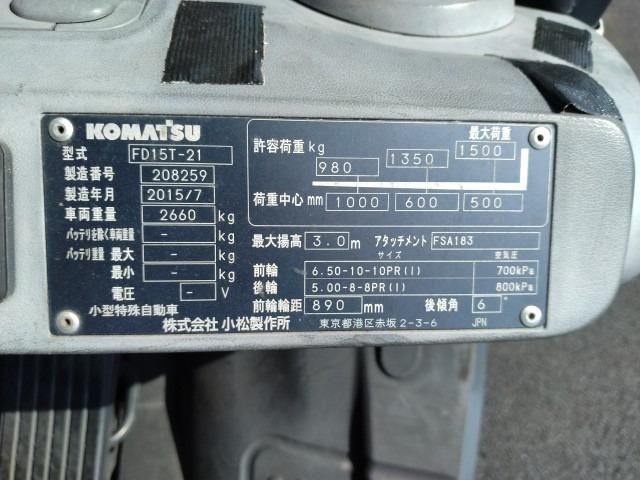 KOMATSU
型式 FD15T-21
製造番号 208259
製造年月 2015/7
車両重量 2660 kg
バッテリを除く車両重量 - kg
バッテリ重量 最大 - kg
最小 - kg
電圧 - V
小型特殊自動車
許容荷重 kg 最大荷重
980 1350 1500
荷重中心 mm 1000 600 500
最大揚高 3.0 m アタッチメント FSA183
サイズ 空気圧
前輪 6.50-10-10PR(I) 700kPa
後輪 5.00-8-8PR(I) 800kPa
前輪輪距 890 mm 後傾角 6°
株式会社 小松製作所 東京都港区赤坂 2-3-6 JPN